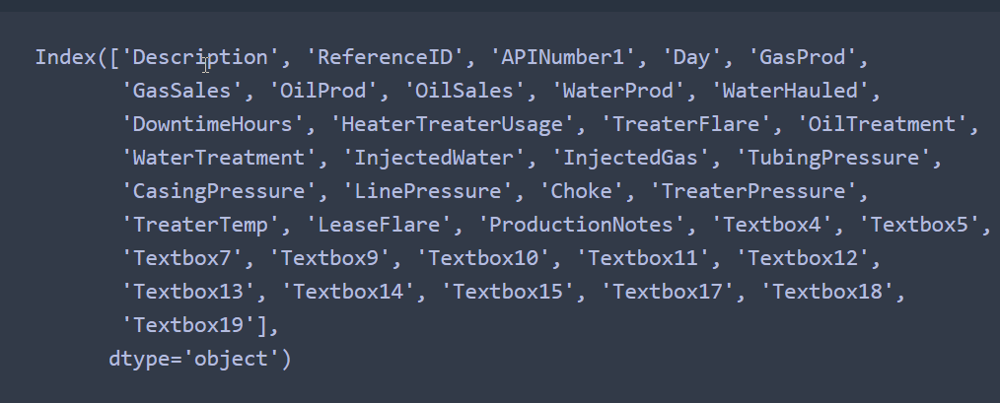 Index(['Description', 'ReferenceID', 'APINumber1', 'Day', 'GasProd',
'GasSales', 'OilProd', 'OilSales', 'WaterProd', 'WaterHauled',
'DowntimeHours', 'HeaterTreaterUsage', 'TreaterFlare', 'OilTreatment',
'WaterTreatment', 'InjectedWater', 'InjectedGas', 'TubingPressure',
'CasingPressure', 'LinePressure', 'Choke', 'TreaterPressure',
'TreaterTemp', 'LeaseFlare', 'ProductionNotes', 'Textbox4', 'Textbox5',
'Textbox7', 'Textbox9', 'Textbox10', 'Textbox11', 'Textbox12',
'Textbox13', 'Textbox14', 'Textbox15', 'Textbox17', 'Textbox18',
'Textbox19'],
dtype='object')